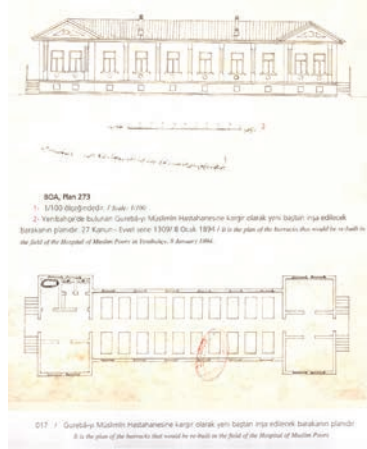 2
BOA, Plan 273
1- 1/100 ölçeğindedir. / Scale: 1/100.
2- Yenibahçe'de bulunan Gurebâ-yı Müslimîn Hastahanesine kargir olarak yeni baştan inşa edilecek
barakanın planıdır. 27 Kanun-ı Evvel sene 1309/ 8 Ocak 1894 / It is the plan of the barracks that would be re-built in
the field of the Hospital of Muslim Poors in Yenibahçe, 8 January 1894.
017 / Gurebâ-yı Müslimîn Hastahanesine kargir olarak yeni baştan inşa edilecek barakanın planıdır
It is the plan of the barracks that would be re-built in the field of the Hospital of Muslim Poors